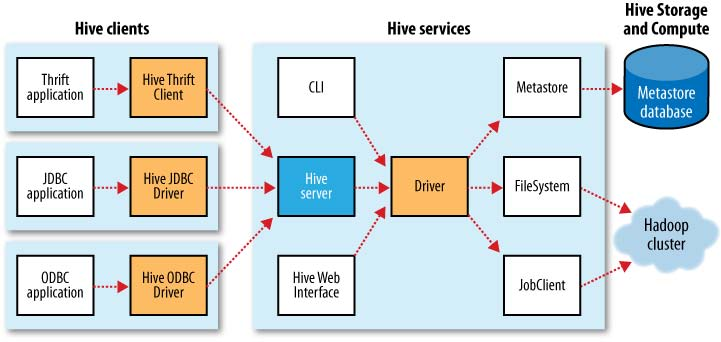 Hive clients
Thrift
application
Hive Thrift
Client
JDBC
application
Hive JDBC
Driver
ODBC
application
Hive ODBC
Driver
Hive services
CLI
Hive
server
Hive Web
Interface
Driver
Metastore
FileSystem
JobClient
Hive Storage
and Compute
Metastore
database
Hadoop
cluster